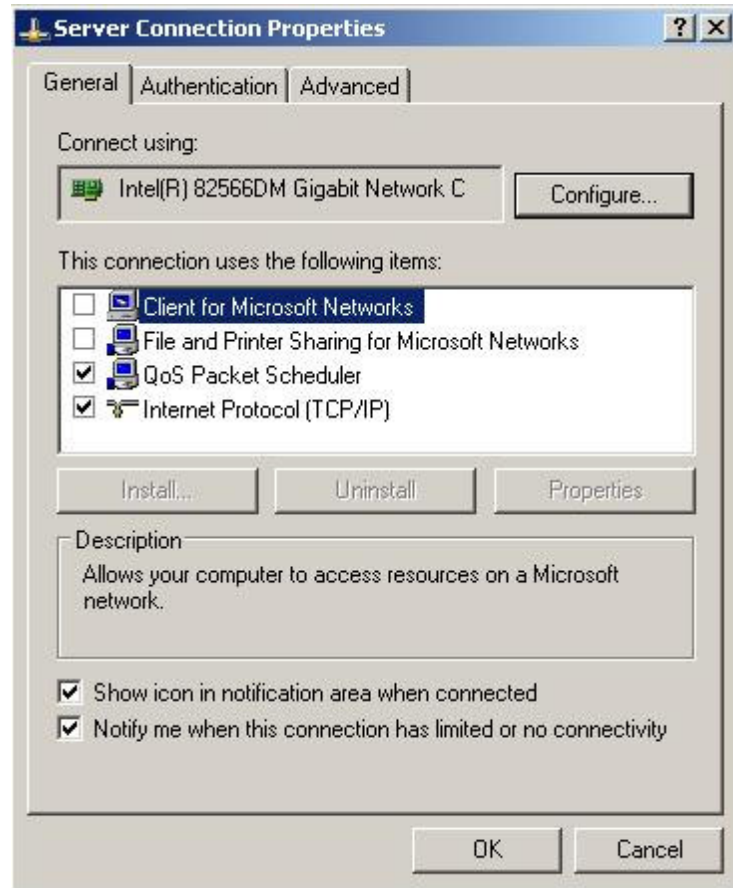 Server Connection Properties
General Authentication Advanced
Connect using:
Intel(R) 82566DM Gigabit Network C Configure...
This connection uses the following items:
Client for Microsoft Networks
File and Printer Sharing for Microsoft Networks
QoS Packet Scheduler
Internet Protocol (TCP/IP)
Install... Uninstall Properties
Description
Allows your computer to access resources on a Microsoft
network.
Show icon in notification area when connected
Notify me when this connection has limited or no connectivity
OK Cancel